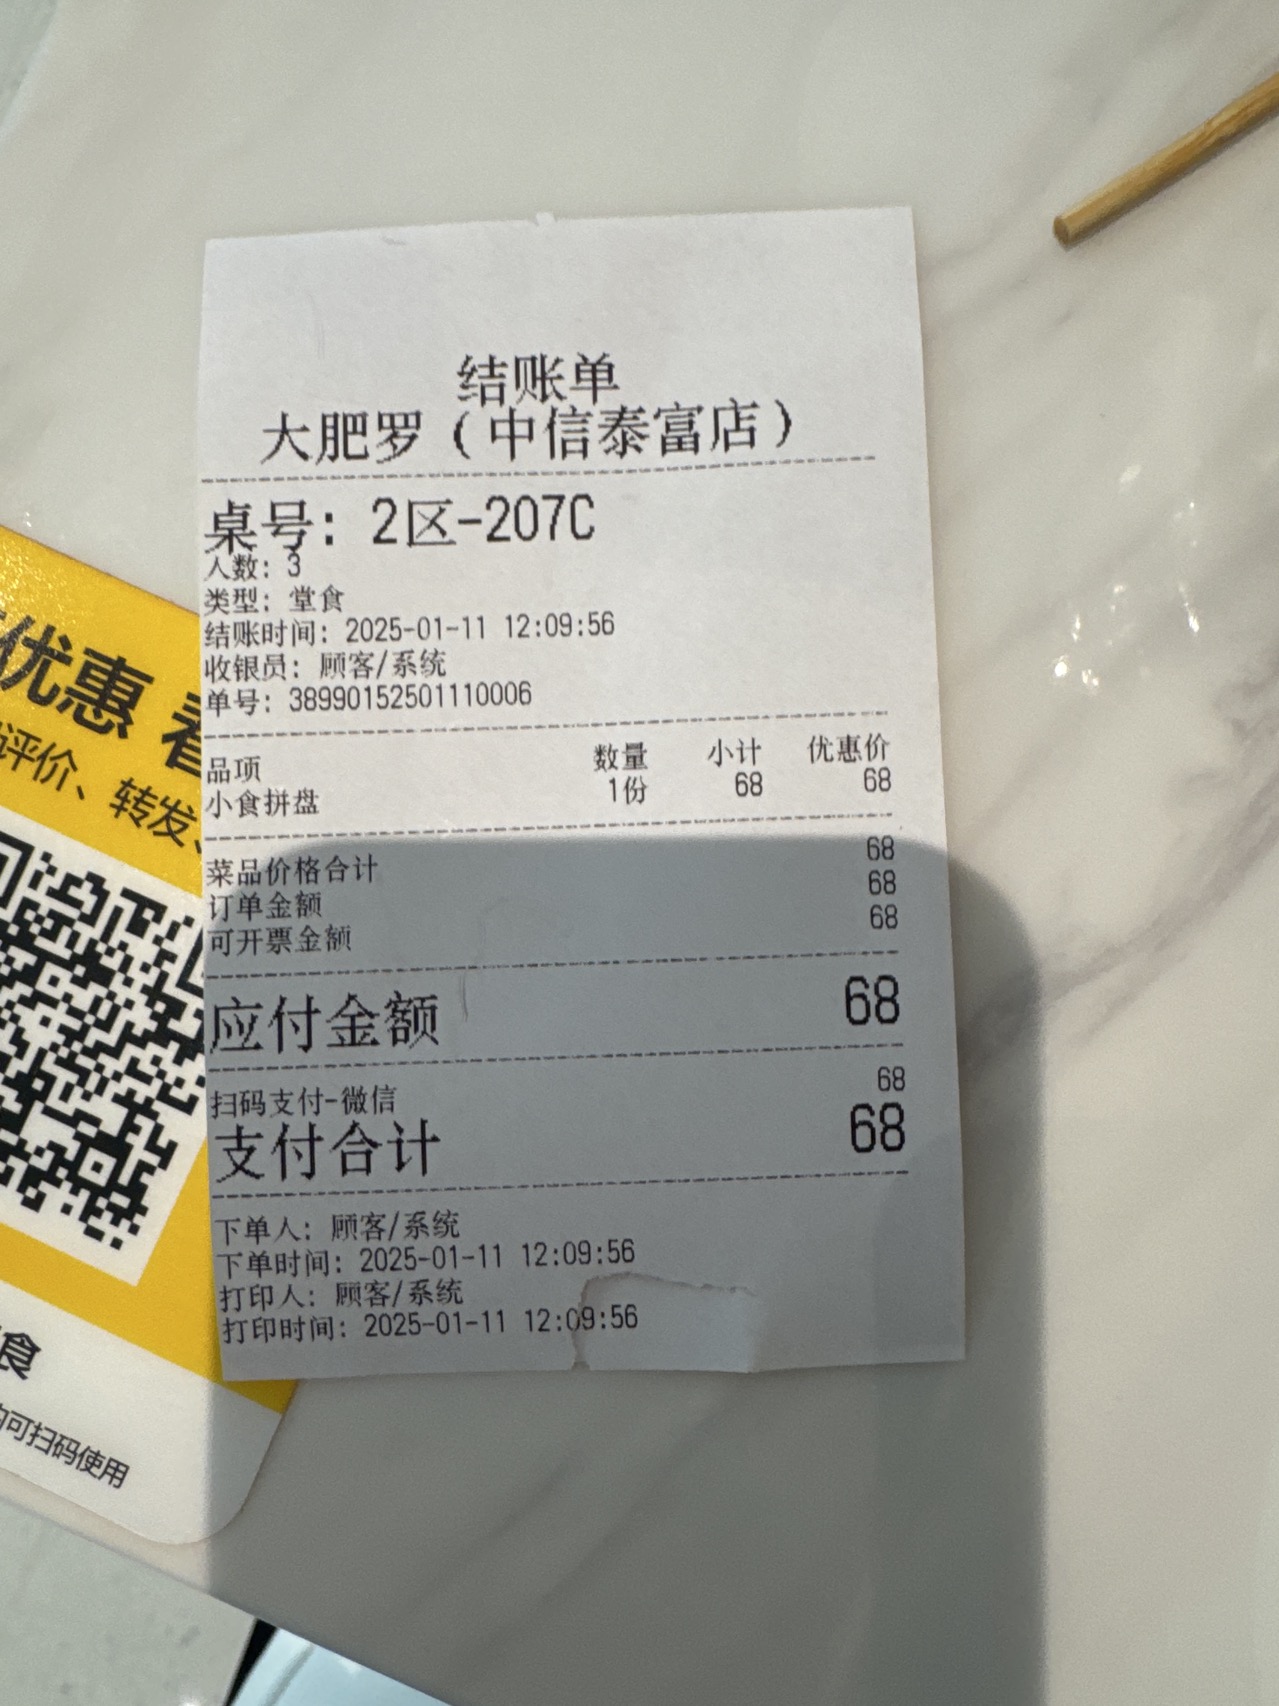 结账单
大肥罗（中信泰富店）
桌号: 2区-207C
人数: 3
类型: 堂食
结账时间: 2025-01-11 12:09:56
收银员: 顾客/系统
单号: 38990152501110006
品项 数量 小计 优惠价
小食拼盘 1份 68 68
菜品价格合计 68
订单金额 68
可开票金额 68
应付金额 68
扫码支付-微信 68
支付合计 68
下单人: 顾客/系统
下单时间: 2025-01-11 12:09:56
打印人: 顾客/系统
打印时间: 2025-01-11 12:09:56
优惠 看
评价、转发、
食
可扫码使用